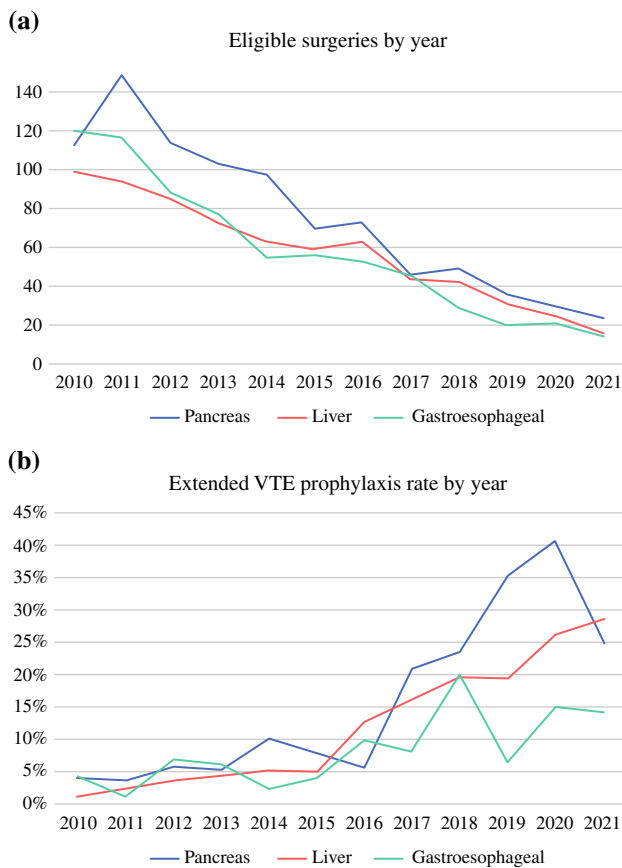 (a)
Eligible surgeries by year
140
120
100
80
60
40
20
0
2010 2011 2012 2013 2014 2015 2016 2017 2018 2019 2020 2021
Pancreas Liver Gastroesophageal
(b)
Extended VTE prophylaxis rate by year
45%
40%
35%
30%
25%
20%
15%
10%
5%
0%
2010 2011 2012 2013 2014 2015 2016 2017 2018 2019 2020 2021
Pancreas Liver Gastroesophageal